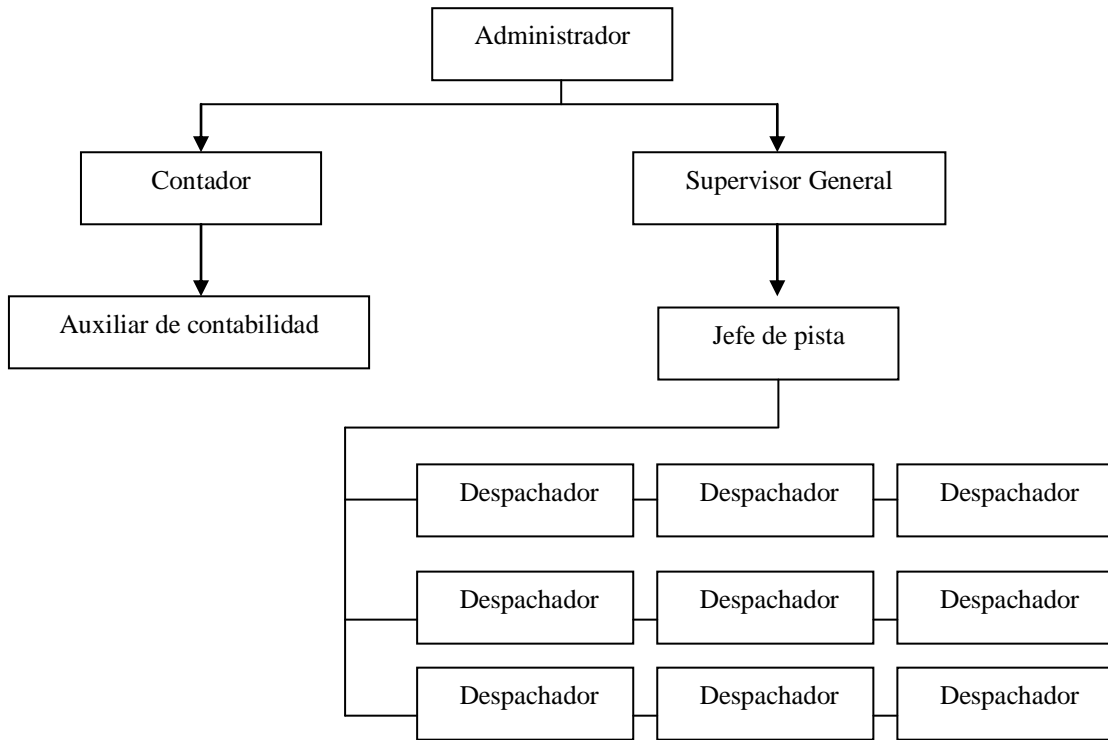 Administrador
Contador
Supervisor General
Auxiliar de contabilidad
Jefe de pista
Despachador
Despachador
Despachador
Despachador
Despachador
Despachador
Despachador
Despachador
Despachador